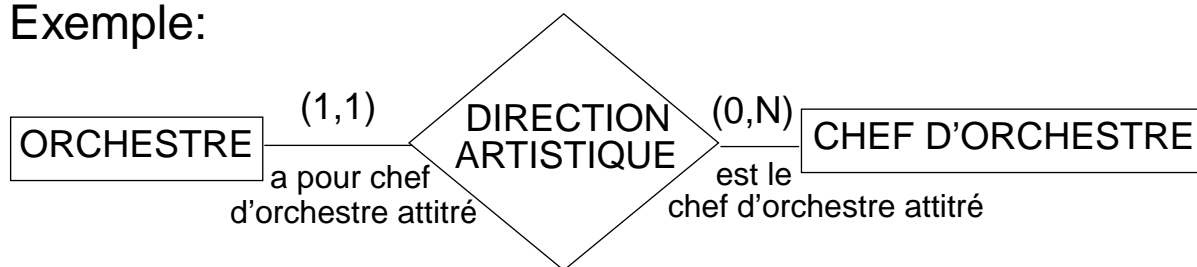 Exemple:
(1,1)
(0,N)
ORCHESTRE
DIRECTION
ARTISTIQUE
CHEF D'ORCHESTRE
a pour chef
d'orchestre attitré
est le
chef d'orchestre attitré